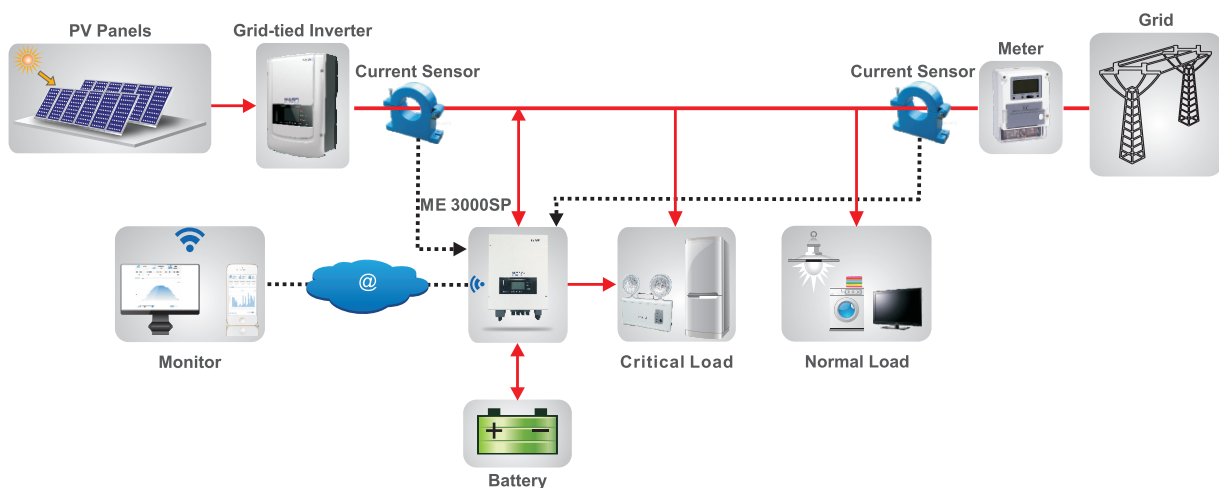 PV Panels
Grid-tied Inverter
Current Sensor
Current Sensor
Meter
Grid
ME 3000SP
@
Monitor
Critical Load
Normal Load
+ −
Battery